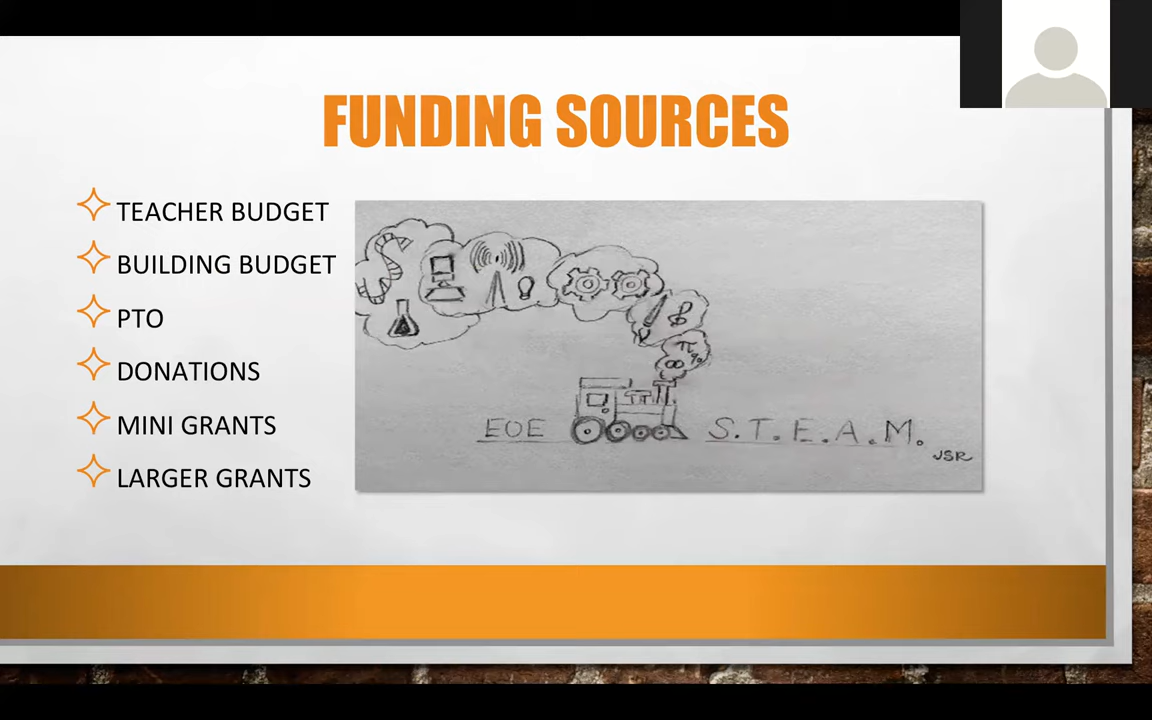 FUNDING SOURCES
TEACHER BUDGET
BUILDING BUDGET
PTO
DONATIONS
MINI GRANTS
LARGER GRANTS
π %
∞
EOE S.T.E.A.M.
JSR